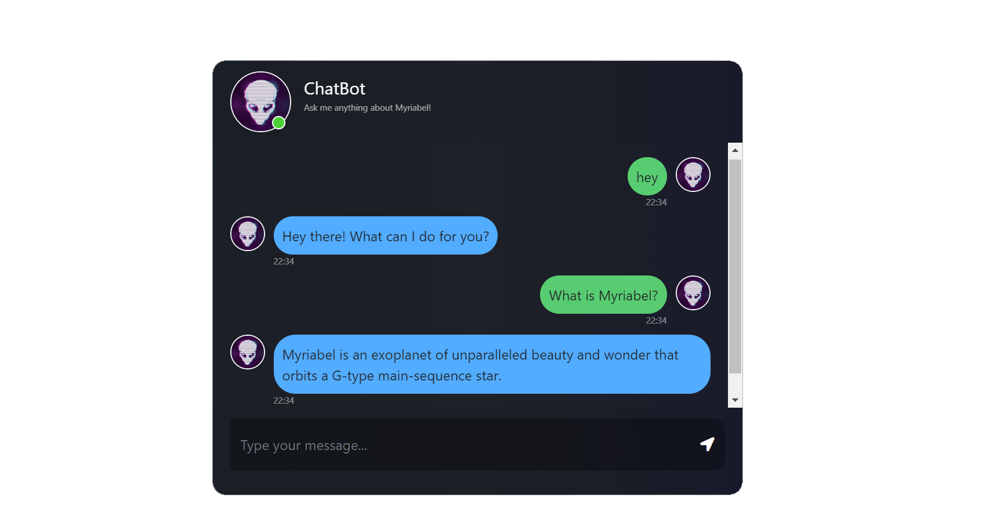 ChatBot
Ask me anything about Myriabel!
hey
22:34
Hey there! What can I do for you?
22:34
What is Myriabel?
22:34
Myriabel is an exoplanet of unparalleled beauty and wonder that
orbits a G-type main-sequence star.
22:34
Type your message...